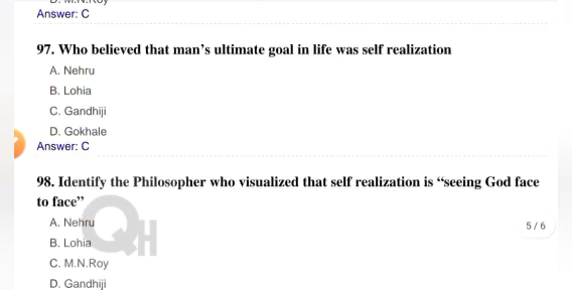 D. M.N.Roy
Answer: C
97. Who believed that man's ultimate goal in life was self realization
A. Nehru
B. Lohia
C. Gandhiji
D. Gokhale
Answer: C
98. Identify the Philosopher who visualized that self realization is “seeing God face
to face”
A. Nehru
B. Lohia
C. M.N.Roy
D. Gandhiji
QH
5 / 6